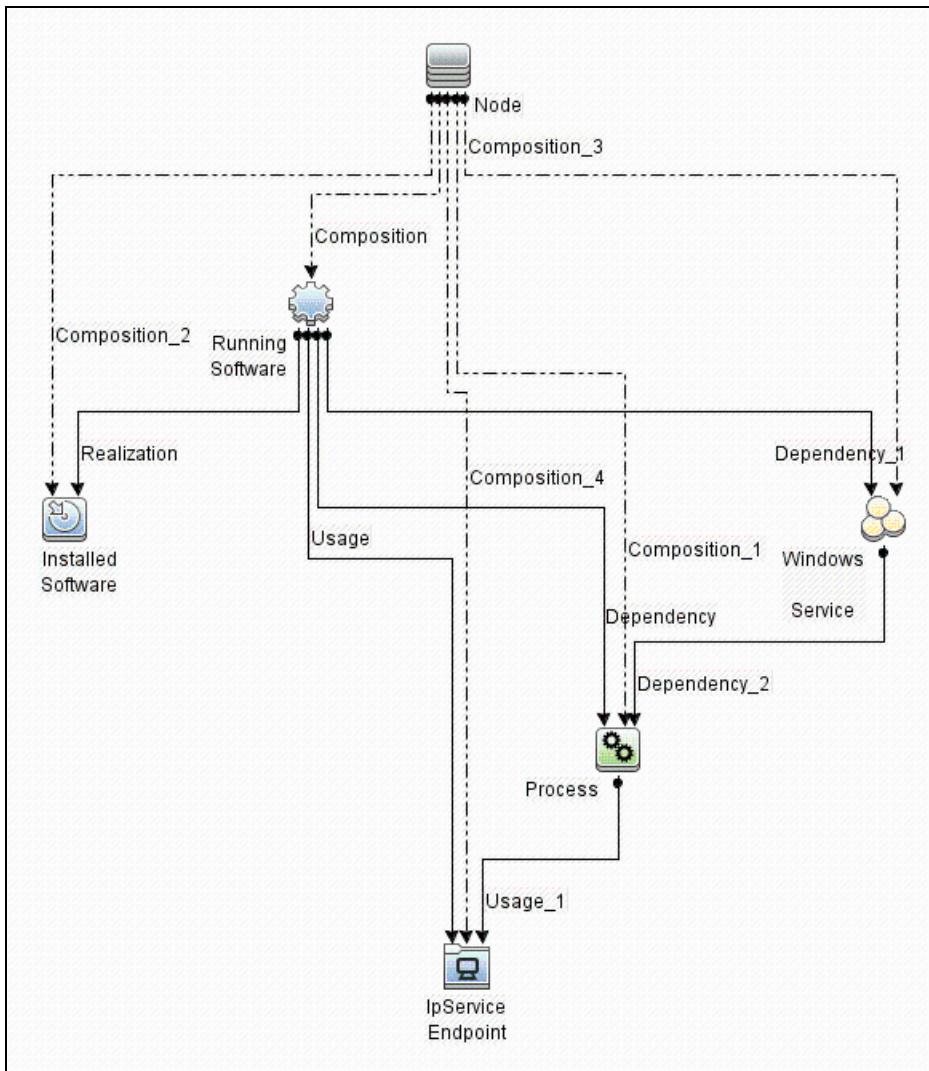 Node
Composition_3
Composition
Composition_2
Running
Software
Realization
Dependency_1
Composition_4
Installed
Software
Usage
Composition_1
Windows
Service
Dependency
Dependency_2
Process
Usage_1
IpService
Endpoint